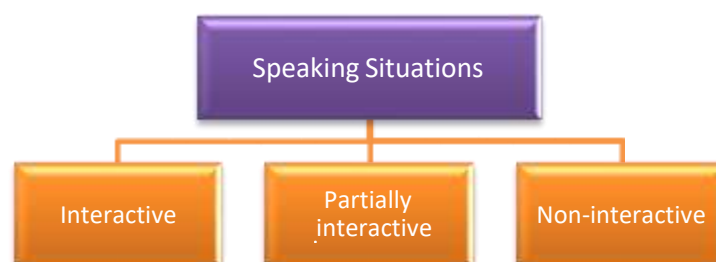 Speaking Situations
Interactive
Partially
interactive
Non-interactive